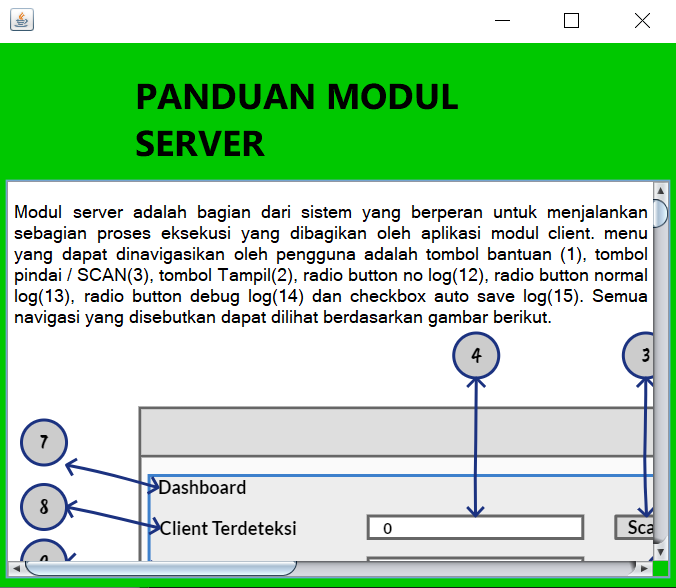 PANDUAN MODUL
SERVER
Modul server adalah bagian dari sistem yang berperan untuk menjalankan
sebagian proses eksekusi yang dibagikan oleh aplikasi modul client. menu
yang dapat dinavigasikan oleh pengguna adalah tombol bantuan (1), tombol
pindai / SCAN(3), tombol Tampil(2), radio button no log(12), radio button normal
log(13), radio button debug log(14) dan checkbox auto save log(15). Semua
navigasi yang disebutkan dapat dilihat berdasarkan gambar berikut.
4
3
7
Dashboard
8
Client Terdeteksi
0
Sca